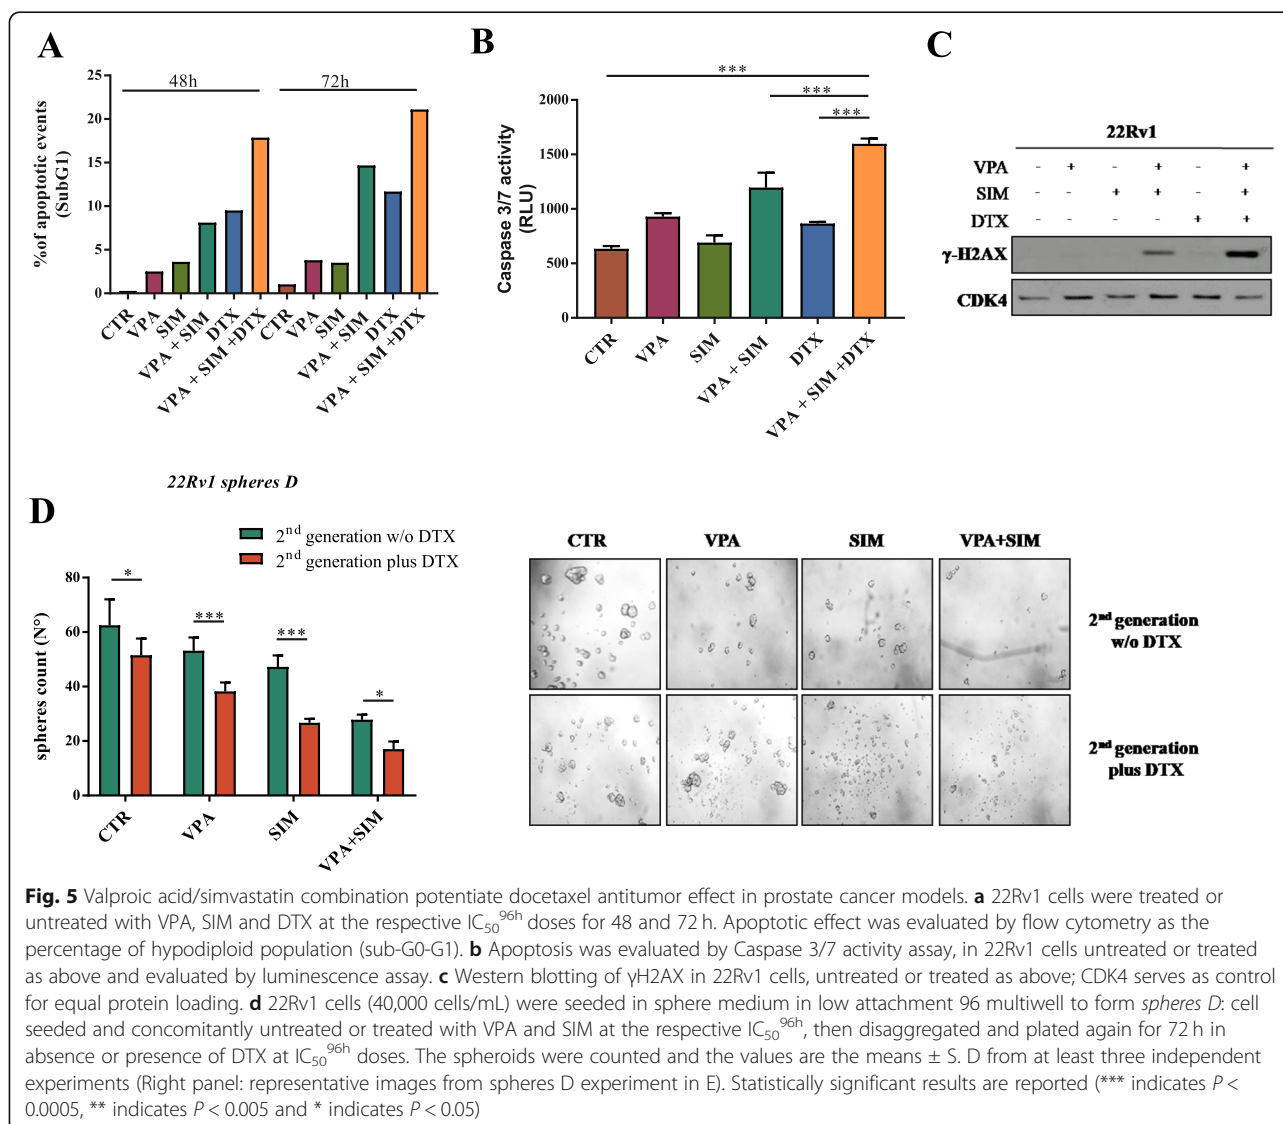 A
48h
72h
%of apoptotic events
(SubG1)
25
20
15
10
5
0
CTR
VPA
SIM
VPA + SIM
DTX
VPA + SIM +DTX
CTR
VPA
SIM
VPA + SIM
DTX
VPA + SIM +DTX
B
***
***
***
Caspase 3/7 activity
(RLU)
2000
1500
1000
500
0
CTR
VPA
SIM
VPA + SIM
DTX
VPA + SIM +DTX
C
22Rv1
VPA - + - + - +
SIM - - + + - +
DTX - - - - + +
γ-H2AX
CDK4
22Rv1 spheres D
D
2nd generation w/o DTX
2nd generation plus DTX
spheres count (N°)
80
60
40
20
0
*
***
***
*
CTR
VPA
SIM
VPA+SIM
CTR VPA SIM VPA+SIM
2nd generation
w/o DTX
2nd generation
plus DTX
Fig. 5 Valproic acid/simvastatin combination potentiate docetaxel antitumor effect in prostate cancer models. a 22Rv1 cells were treated or
untreated with VPA, SIM and DTX at the respective IC50 96h doses for 48 and 72 h. Apoptotic effect was evaluated by flow cytometry as the
percentage of hypodiploid population (sub-G0-G1). b Apoptosis was evaluated by Caspase 3/7 activity assay, in 22Rv1 cells untreated or treated
as above and evaluated by luminescence assay. c Western blotting of γH2AX in 22Rv1 cells, untreated or treated as above; CDK4 serves as control
for equal protein loading. d 22Rv1 cells (40,000 cells/mL) were seeded in sphere medium in low attachment 96 multiwell to form spheres D: cell
seeded and concomitantly untreated or treated with VPA and SIM at the respective IC50 96h, then disaggregated and plated again for 72 h in
absence or presence of DTX at IC50 96h doses. The spheroids were counted and the values are the means ± S. D from at least three independent
experiments (Right panel: representative images from spheres D experiment in E). Statistically significant results are reported (*** indicates P <
0.0005, ** indicates P < 0.005 and * indicates P < 0.05)